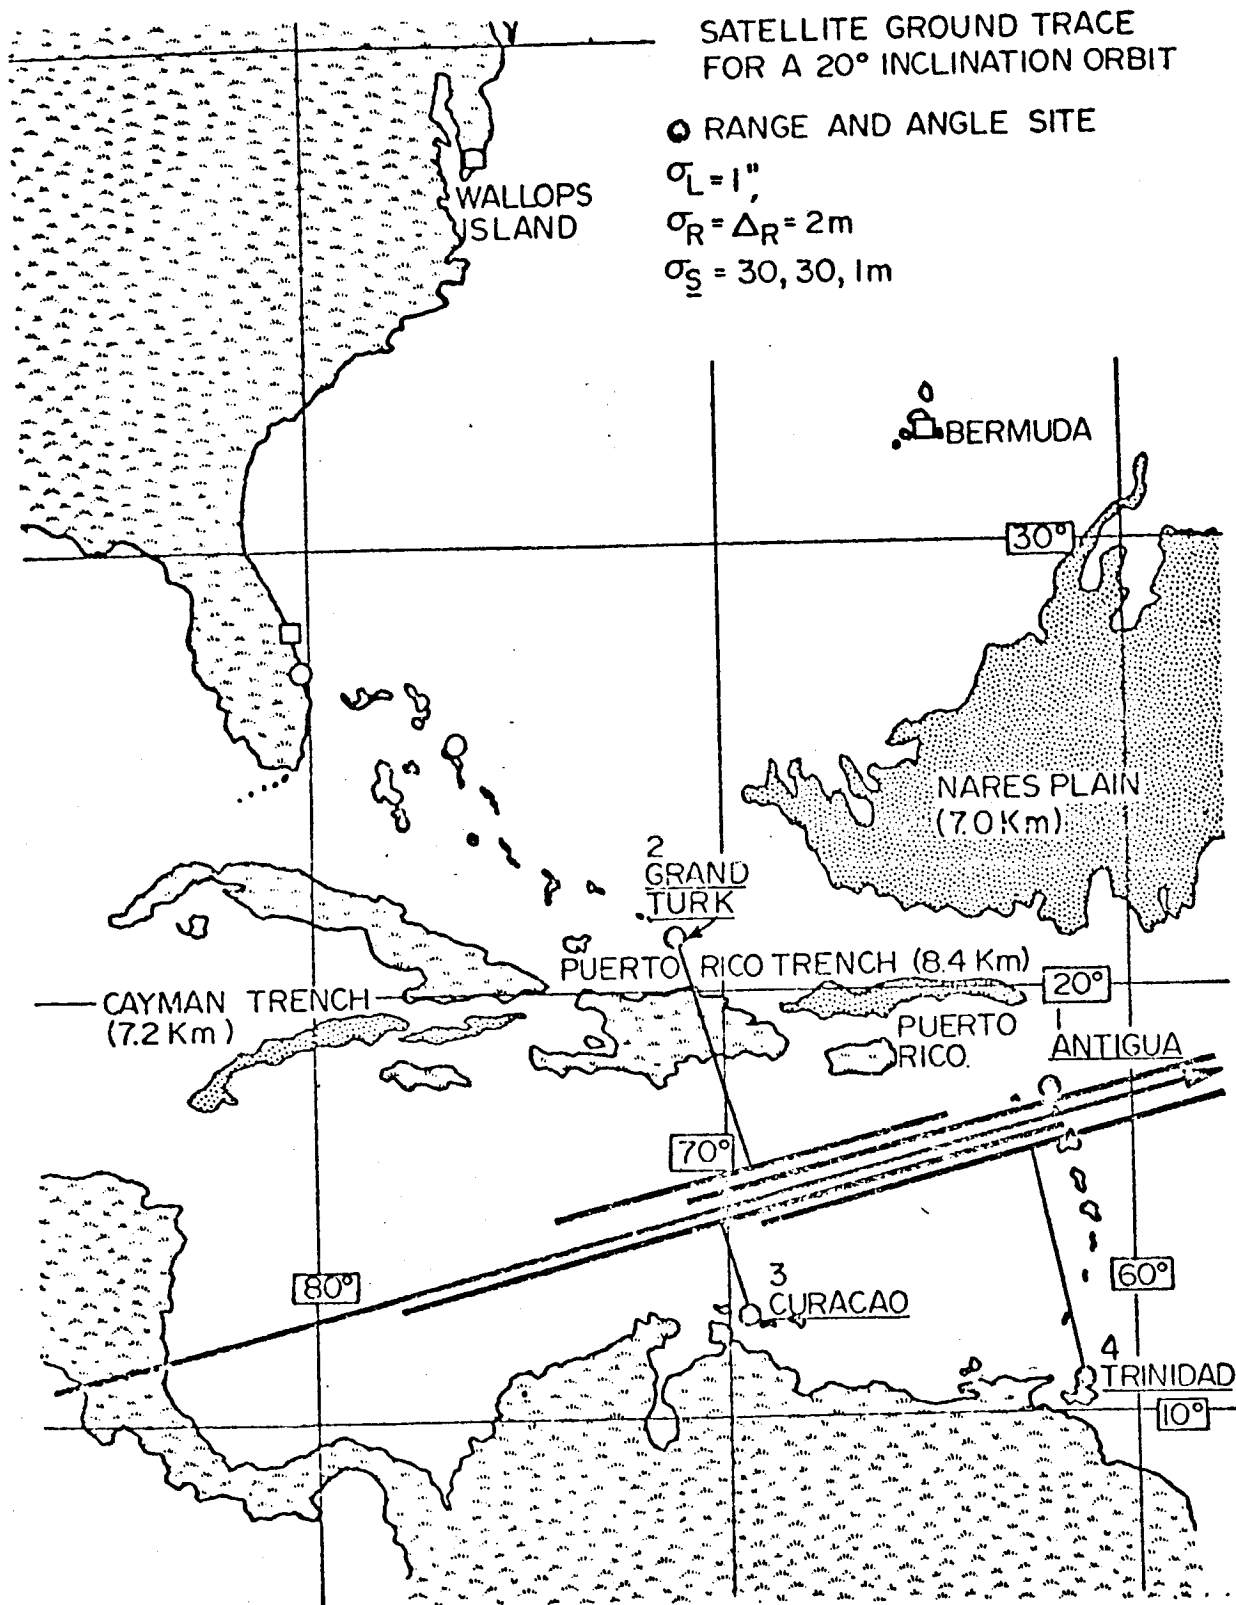 SATELLITE GROUND TRACE
FOR A 20° INCLINATION ORBIT
RANGE AND ANGLE SITE
σL = 1",
σR = ΔR = 2m
σS = 30, 30, 1m
WALLOPS
ISLAND
BERMUDA
30°
NARES PLAIN
(7.0 Km)
2
GRAND
TURK
PUERTO RICO TRENCH (8.4 Km)
20°
CAYMAN TRENCH
(7.2 Km)
PUERTO
RICO.
1
ANTIGUA
70°
80°
60°
3
CURACAO
4
TRINIDAD
10°